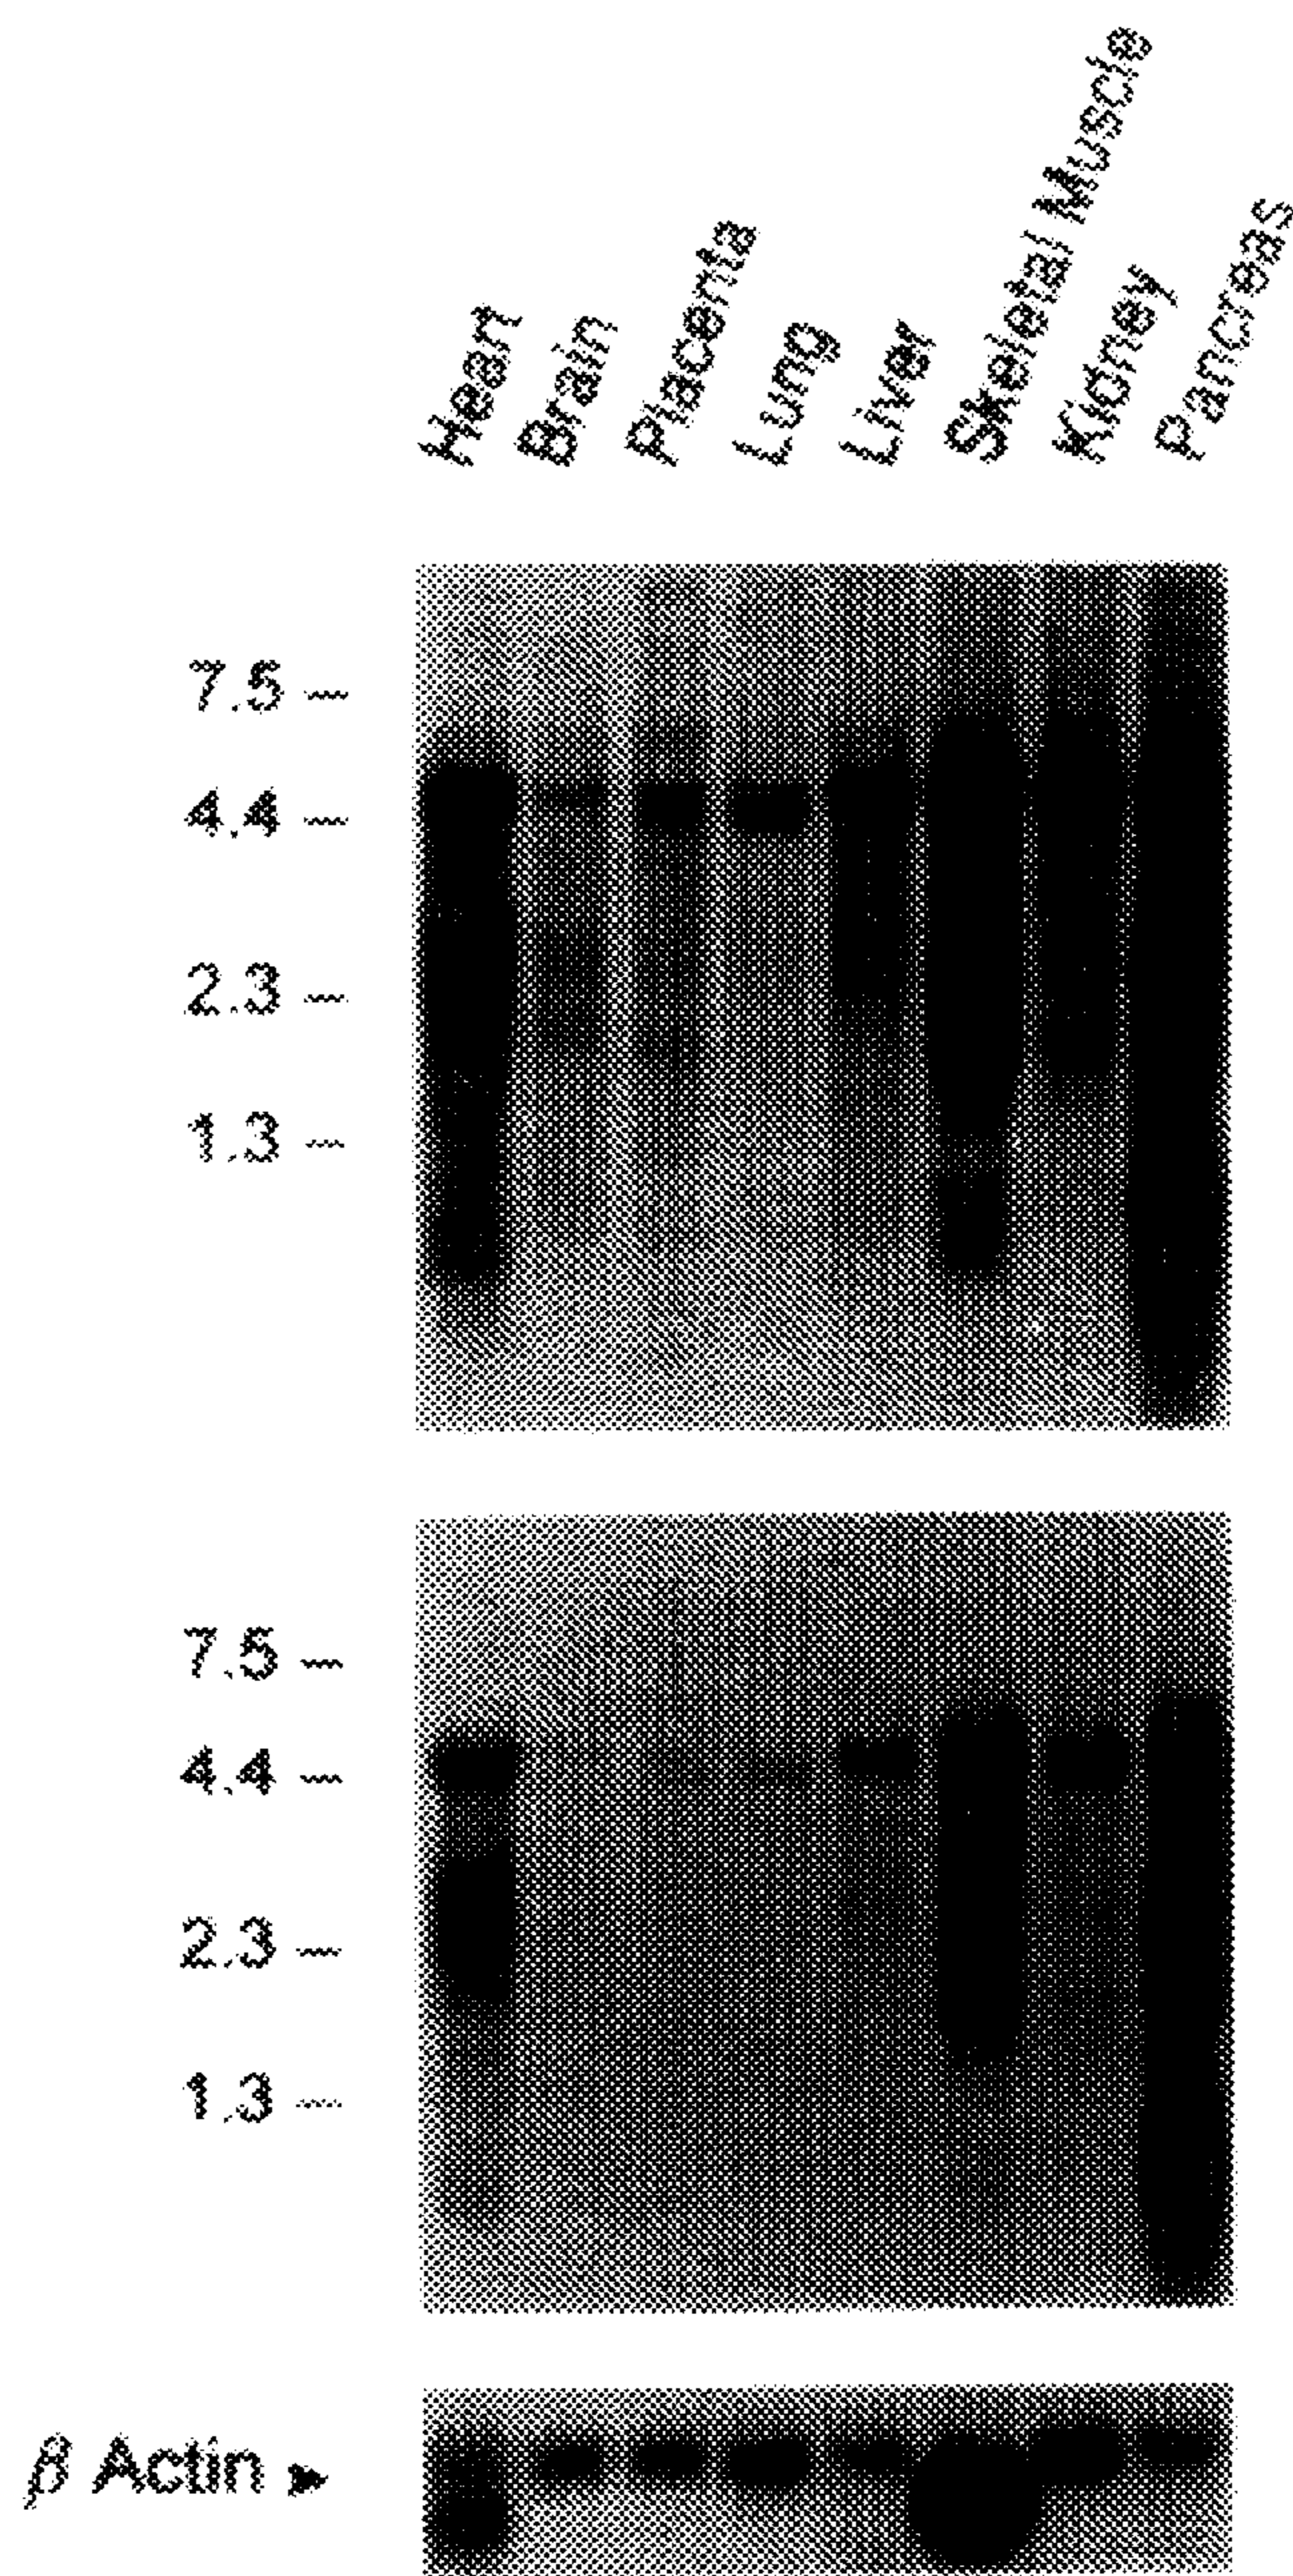 Heart
Brain
Placenta
Lung
Liver
Skeletal Muscle
Kidney
Pancreas
7.5
4.4
2.3
1.3
7.5
4.4
2.3
1.3
β Actin ►